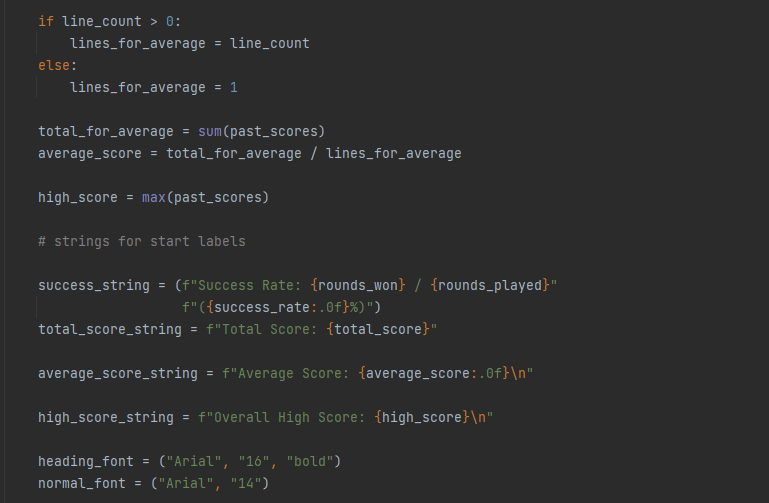 if line_count > 0:
    lines_for_average = line_count
else:
    lines_for_average = 1
total_for_average = sum(past_scores)
average_score = total_for_average / lines_for_average
high_score = max(past_scores)
# strings for start labels
success_string = (f"Success Rate: {rounds_won} / {rounds_played}"
                  f"({success_rate:.0f}%)")
total_score_string = f"Total Score: {total_score}"
average_score_string = f"Average Score: {average_score:.0f}\n"
high_score_string = f"Overall High Score: {high_score}\n"
heading_font = ("Arial", "16", "bold")
normal_font = ("Arial", "14")